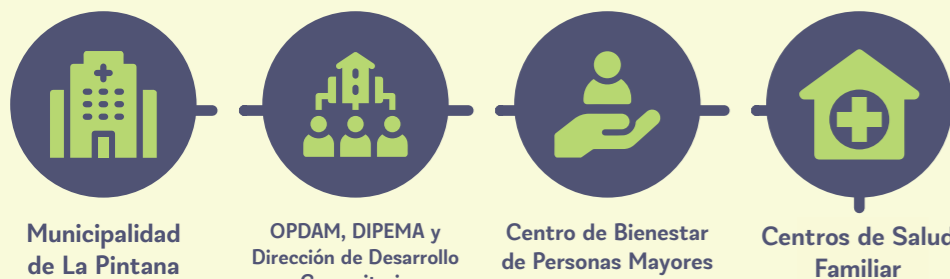 Municipalidad
de La Pintana
OPDAM, DIPEMA y
Dirección de Desarrollo
Centro de Bienestar
de Personas Mayores
Centros de Salud
Familiar